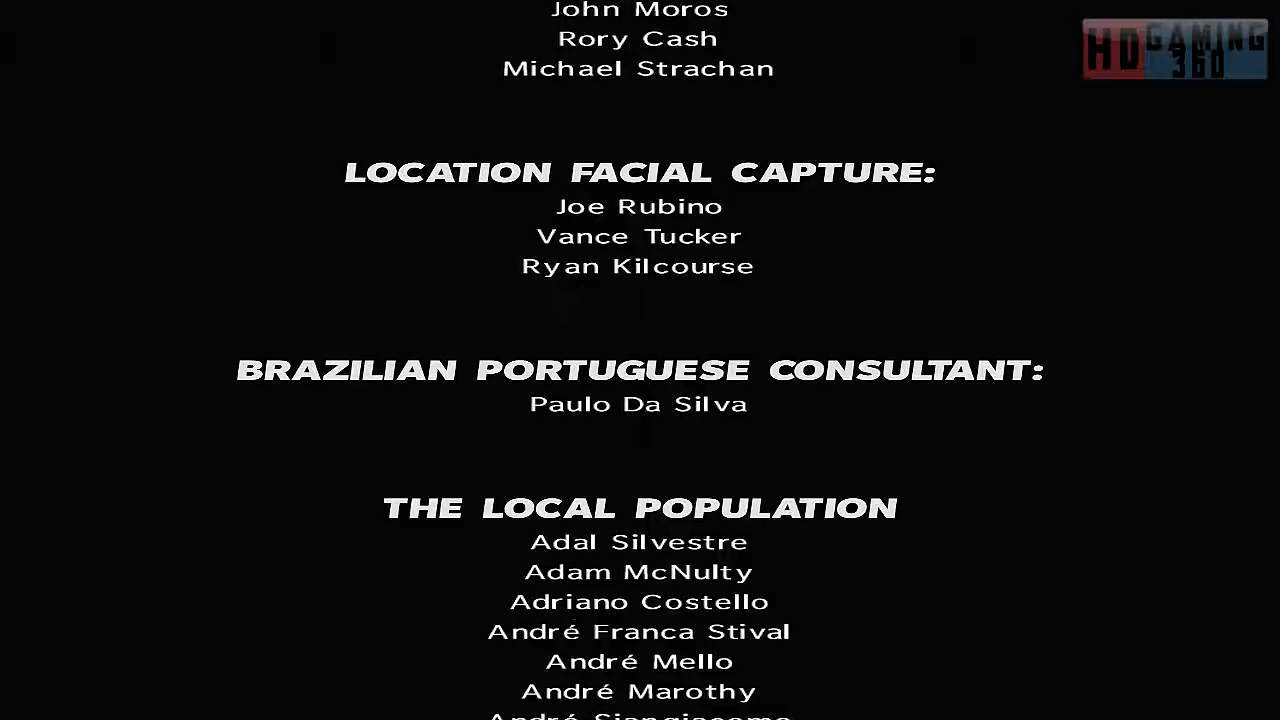 John Moros
Rory Cash
Michael Strachan
HD GAMING 360
LOCATION FACIAL CAPTURE:
Joe Rubino
Vance Tucker
Ryan Kilcourse
BRAZILIAN PORTUGUESE CONSULTANT:
Paulo Da Silva
THE LOCAL POPULATION
Adal Silvestre
Adam McNulty
Adriano Costello
André Franca Stival
André Mello
André Marothy
André